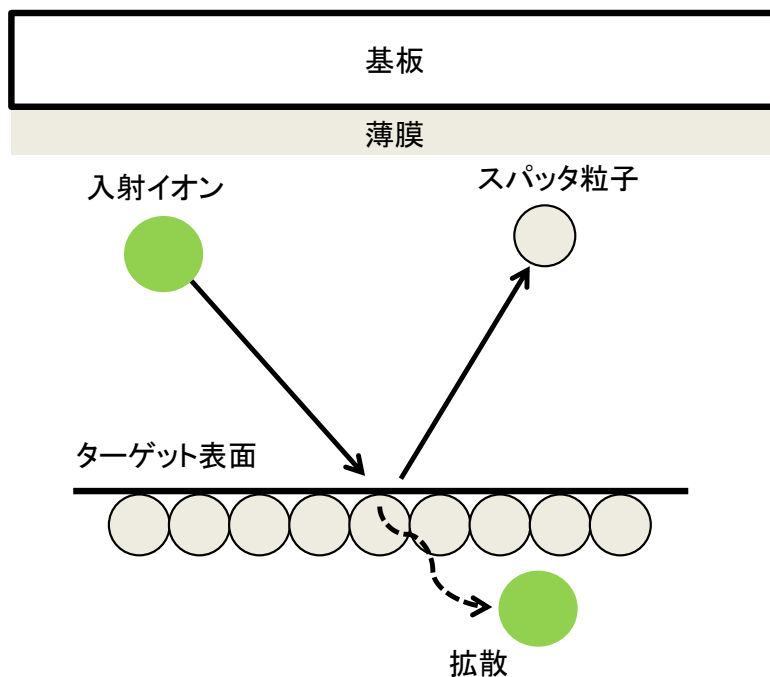 基板
薄膜
入射イオン
スパッタ粒子
ターゲット表面
拡散